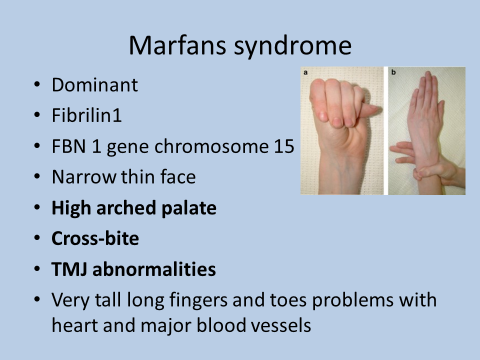 Marfans syndrome
a
b
• Dominant
• Fibrilin1
• FBN 1 gene chromosome 15
• Narrow thin face
• High arched palate
• Cross-bite
• TMJ abnormalities
• Very tall long fingers and toes problems with
heart and major blood vessels